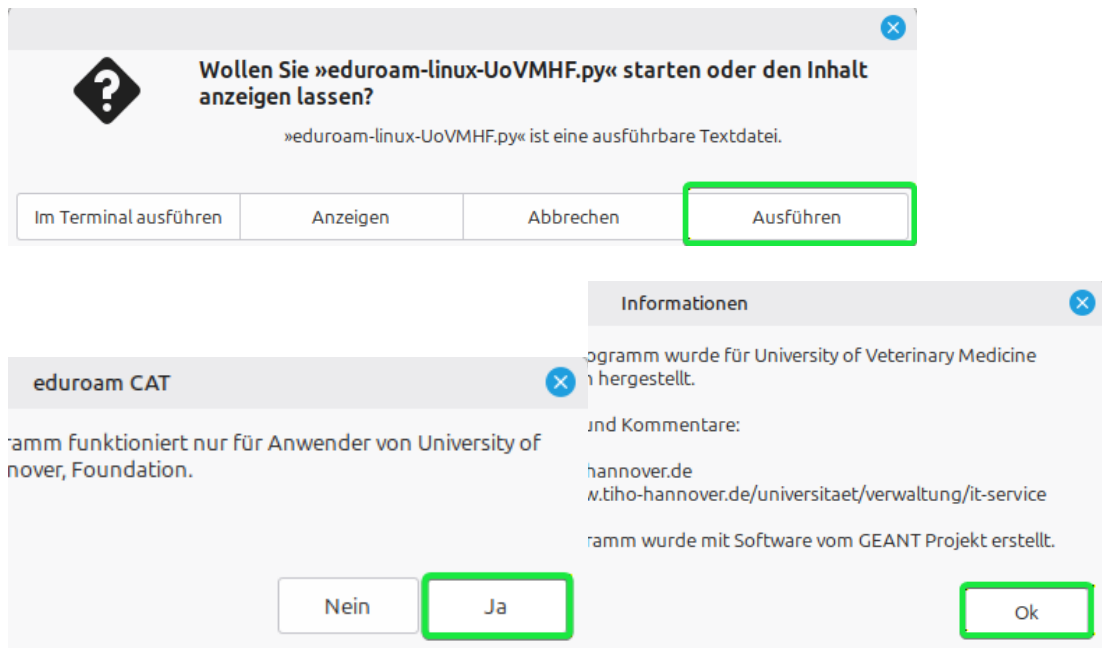 Wollen Sie »eduroam-linux-UoVMHF.py« starten oder den Inhalt
anzeigen lassen?
»eduroam-linux-UoVMHF.py« ist eine ausführbare Textdatei.
Im Terminal ausführen
Anzeigen
Abbrechen
Ausführen
Informationen
ogramm wurde für University of Veterinary Medicine
hergestellt.
und Kommentare:
hannover.de
w.tiho-hannover.de/universitaet/verwaltung/it-service
ramm wurde mit Software vom GEANT Projekt erstellt.
Ok
eduroam CAT
ramm funktioniert nur für Anwender von University of
nover, Foundation.
Nein
Ja